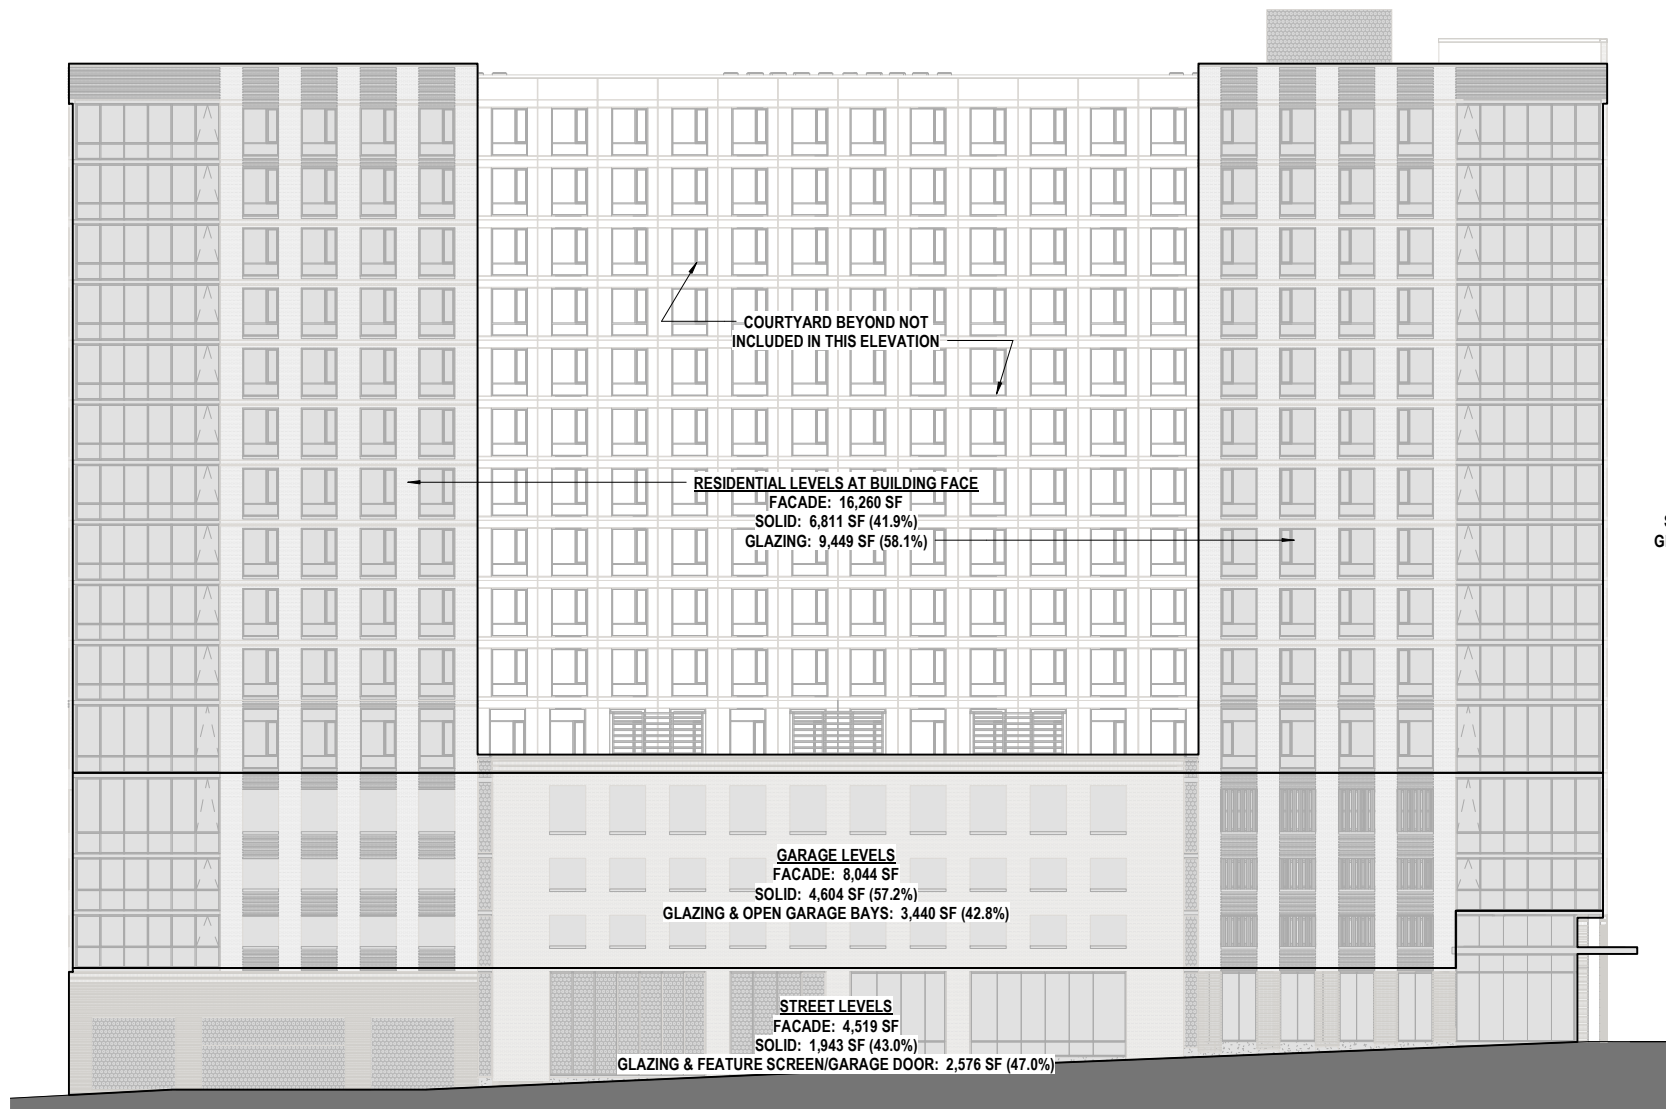 COURTYARD BEYOND NOT
INCLUDED IN THIS ELEVATION
RESIDENTIAL LEVELS AT BUILDING FACE
FACADE: 16,260 SF
SOLID: 6,811 SF (41.9%)
GLAZING: 9,449 SF (58.1%)
S
G
GARAGE LEVELS
FACADE: 8,044 SF
SOLID: 4,604 SF (57.2%)
GLAZING & OPEN GARAGE BAYS: 3,440 SF (42.8%)
STREET LEVELS
FACADE: 4,519 SF
SOLID: 1,943 SF (43.0%)
GLAZING & FEATURE SCREEN/GARAGE DOOR: 2,576 SF (47.0%)